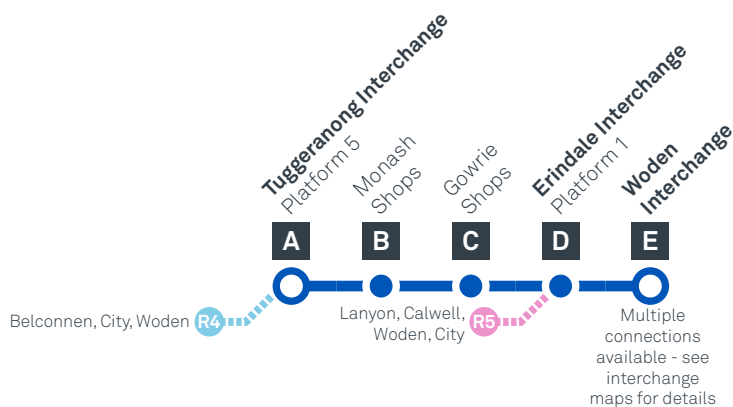 Tuggeranong Interchange
Platform 5
Monash
Shops
Gowrie
Shops
Erindale Interchange
Platform 1
Woden
Interchange
A
B
C
D
E
Belconnen, City, Woden
R4
Lanyon, Calwell,
Woden, City
R5
Multiple
connections
available - see
interchange
maps for details